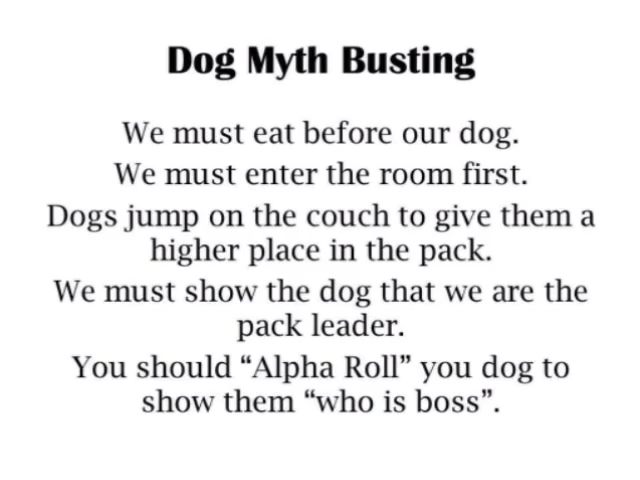 Dog Myth Busting
We must eat before our dog.
We must enter the room first.
Dogs jump on the couch to give them a
higher place in the pack.
We must show the dog that we are the
pack leader.
You should “Alpha Roll” you dog to
show them “who is boss”.